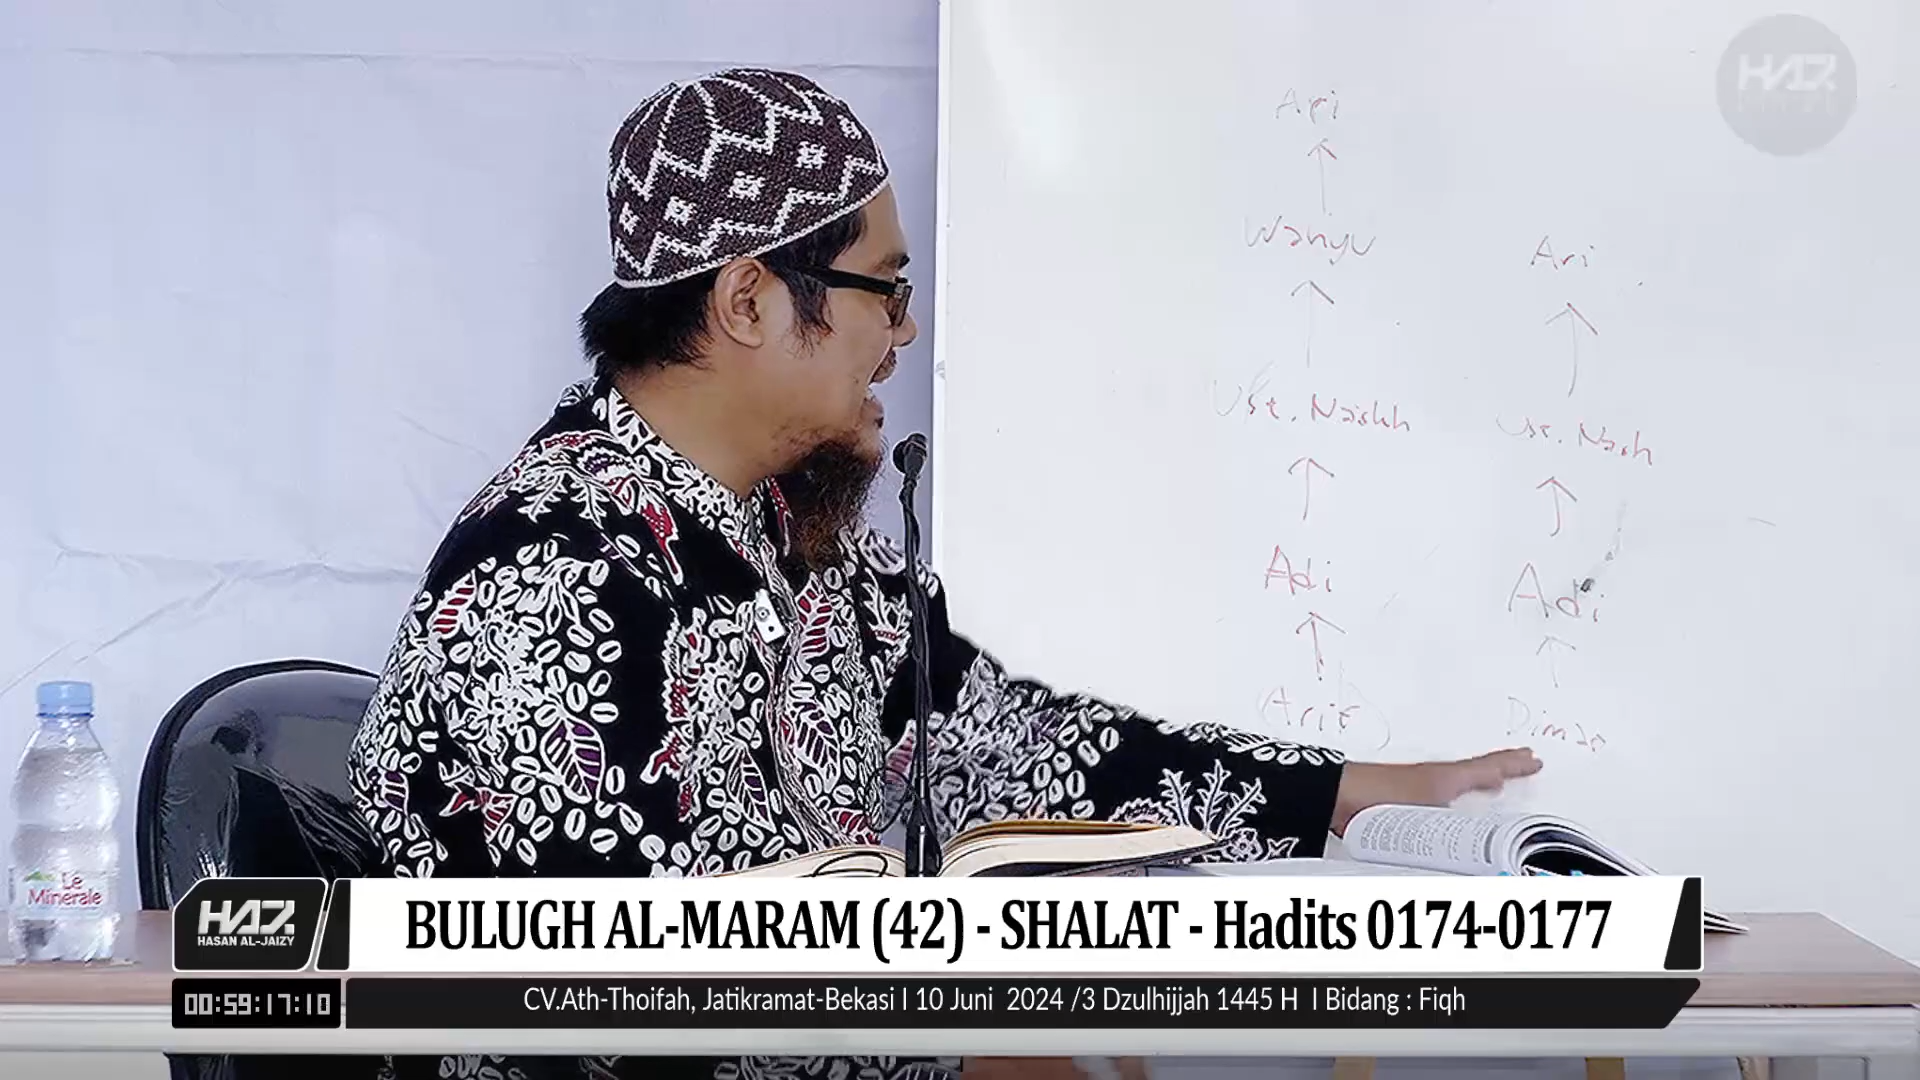 HAJZ
Ari
Wahyu
Ust. Naskh
Adi
Arif
Ari
Ust. Nash
Adi
Dimas
Le
Minerale
HASAN AL-JAIZY
BULUGH AL-MARAM (42) - SHALAT - Hadits 0174-0177
00:59:17:10
CV.Ath-Thoifah, Jatikramat-Bekasi I 10 Juni 2024 /3 Dzulhijjah 1445 H I Bidang : Fiqh